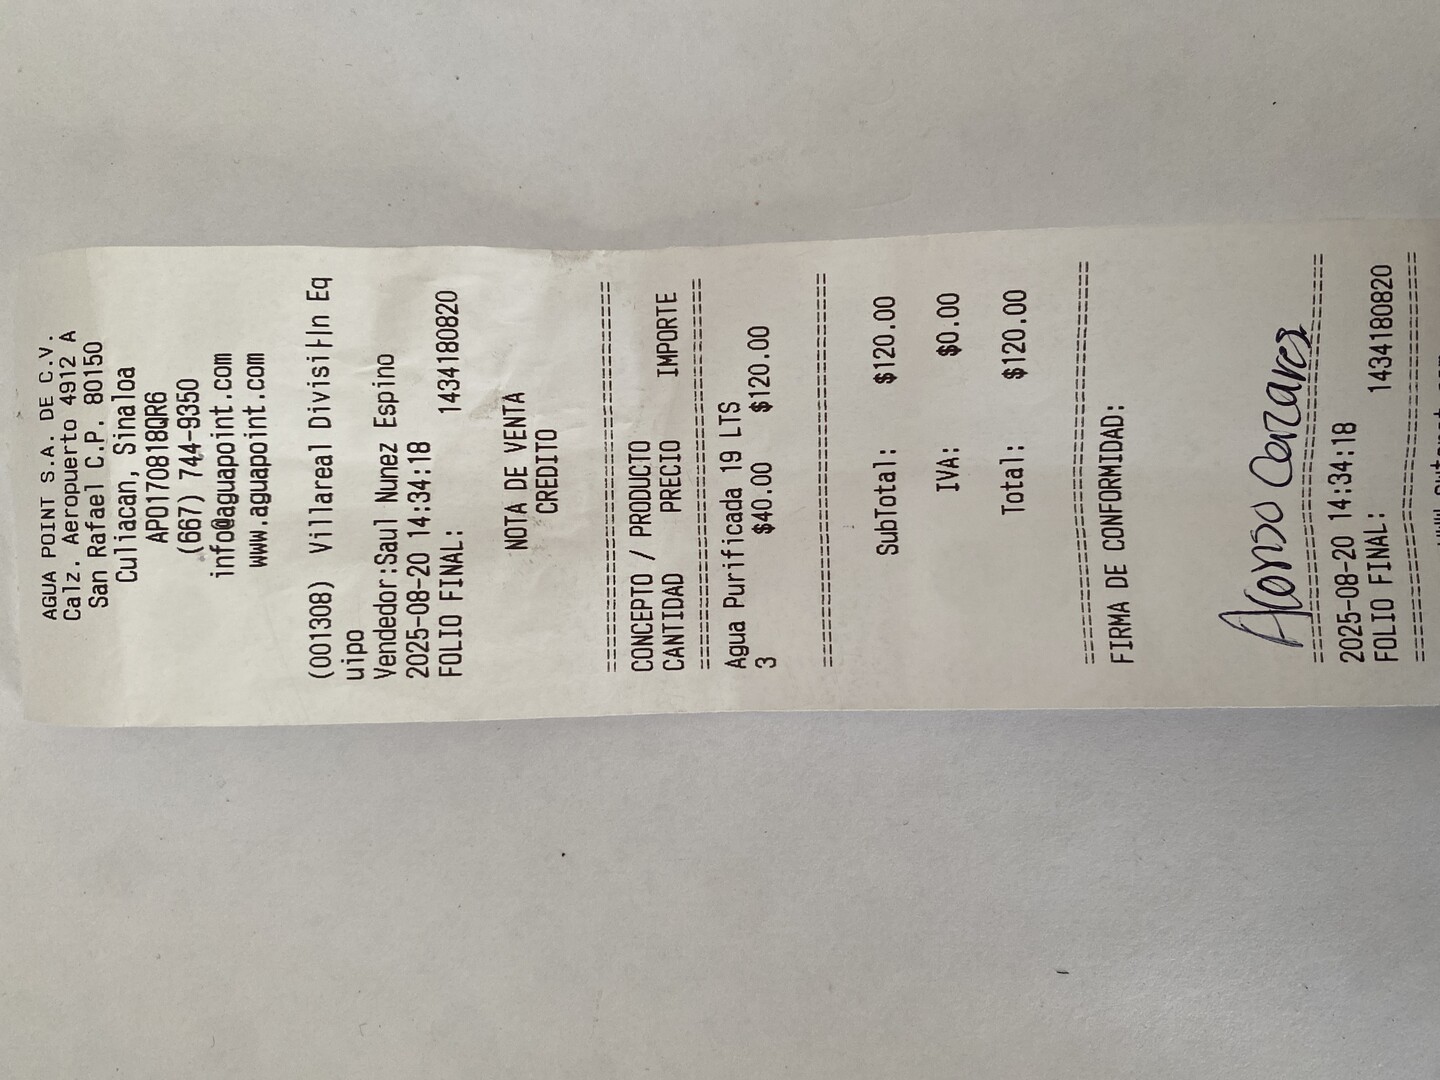 AGUA POINT S.A. DE C.V.
Calz. Aeropuerto 4912 A
San Rafael C.P. 80150
Culiacan, Sinaloa
APO170818QR6
(667) 744-9350
info@aguapoint.com
www.aguapoint.com
(001308) Villareal Divisi├ln Eq
uipo
Vendedor:Saul Nunez Espino
2025-08-20 14:34:18
FOLIO FINAL: 1434180820
NOTA DE VENTA
CREDITO
==============================
CONCEPTO / PRODUCTO
CANTIDAD PRECIO IMPORTE
==============================
Agua Purificada 19 LTS
3 $40.00 $120.00
==============================
SubTotal: $120.00
IVA: $0.00
Total: $120.00
==============================
FIRMA DE CONFORMIDAD:
==============================
2025-08-20 14:34:18
FOLIO FINAL: 1434180820
==============================